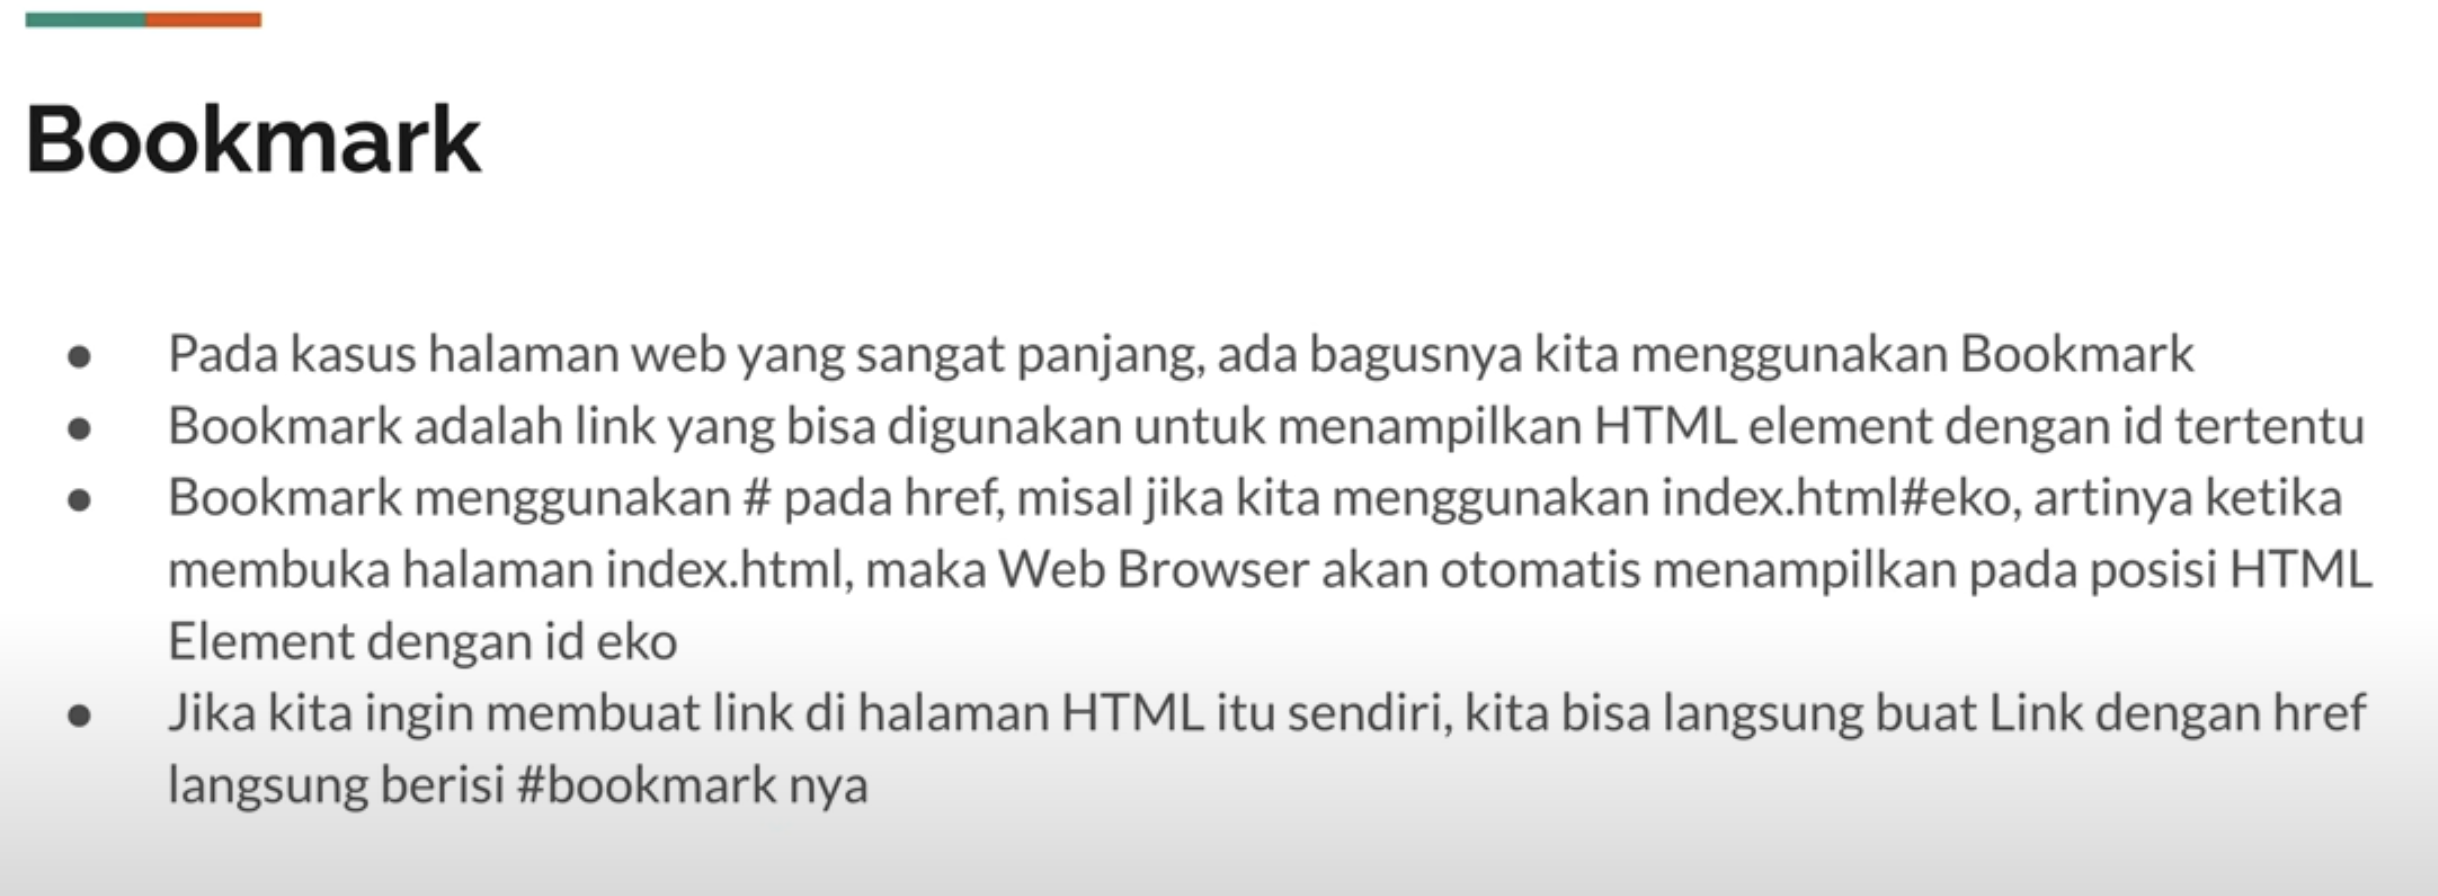 Bookmark
● Pada kasus halaman web yang sangat panjang, ada bagusnya kita menggunakan Bookmark
● Bookmark adalah link yang bisa digunakan untuk menampilkan HTML element dengan id tertentu
● Bookmark menggunakan # pada href, misal jika kita menggunakan index.html#eko, artinya ketika
membuka halaman index.html, maka Web Browser akan otomatis menampilkan pada posisi HTML
Element dengan id eko
● Jika kita ingin membuat link di halaman HTML itu sendiri, kita bisa langsung buat Link dengan href
langsung berisi #bookmark nya